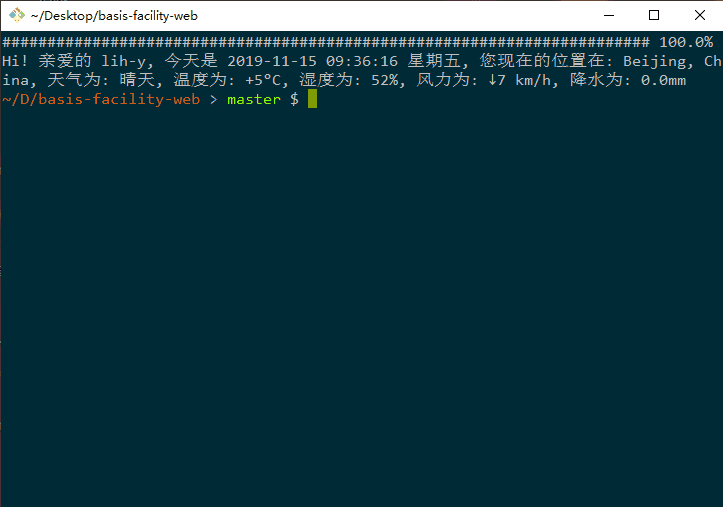 ~/Desktop/basis-facility-web
######################################################################## 100.0%
Hi! 亲爱的 lih-y, 今天是 2019-11-15 09:36:16 星期五, 您现在的位置在: Beijing, Ch
ina, 天气为: 晴天, 温度为: +5°C, 湿度为: 52%, 风力为: ↓7 km/h, 降水为: 0.0mm
~/D/basis-facility-web > master $